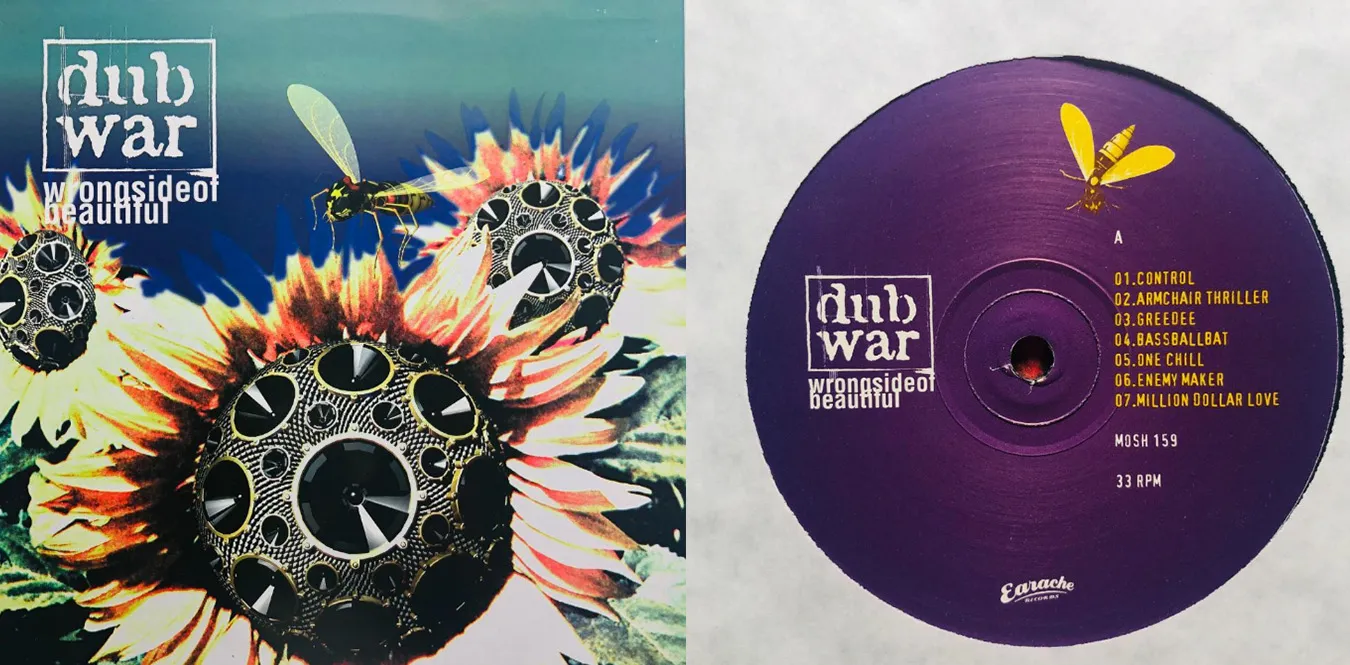 dub
war
wrongsideof
beautiful
A
01.CONTROL
02.ARMCHAIR THRILLER
03.GREEDEE
04.BASSBALLBAT
05.ONE CHILL
06.ENEMY MAKER
07.MILLION DOLLAR LOVE
dub
war
wrongsideof
beautiful
MOSH 159
33 RPM
Earache
RECORDS